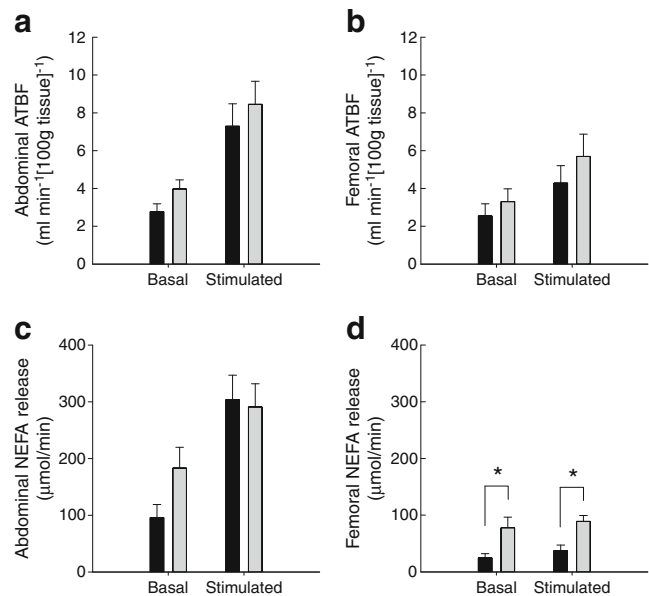 a
Abdominal ATBF
(ml min⁻¹[100g tissue]⁻¹
12
10
8
6
4
2
0
Basal Stimulated
b
Femoral ATBF
(ml min⁻¹[100g tissue]⁻¹
12
10
8
6
4
2
0
Basal Stimulated
c
Abdominal NEFA release
(μmol/min)
400
300
200
100
0
Basal Stimulated
d
Femoral NEFA release
(μmol/min)
400
300
200
100
0
*
*
Basal Stimulated